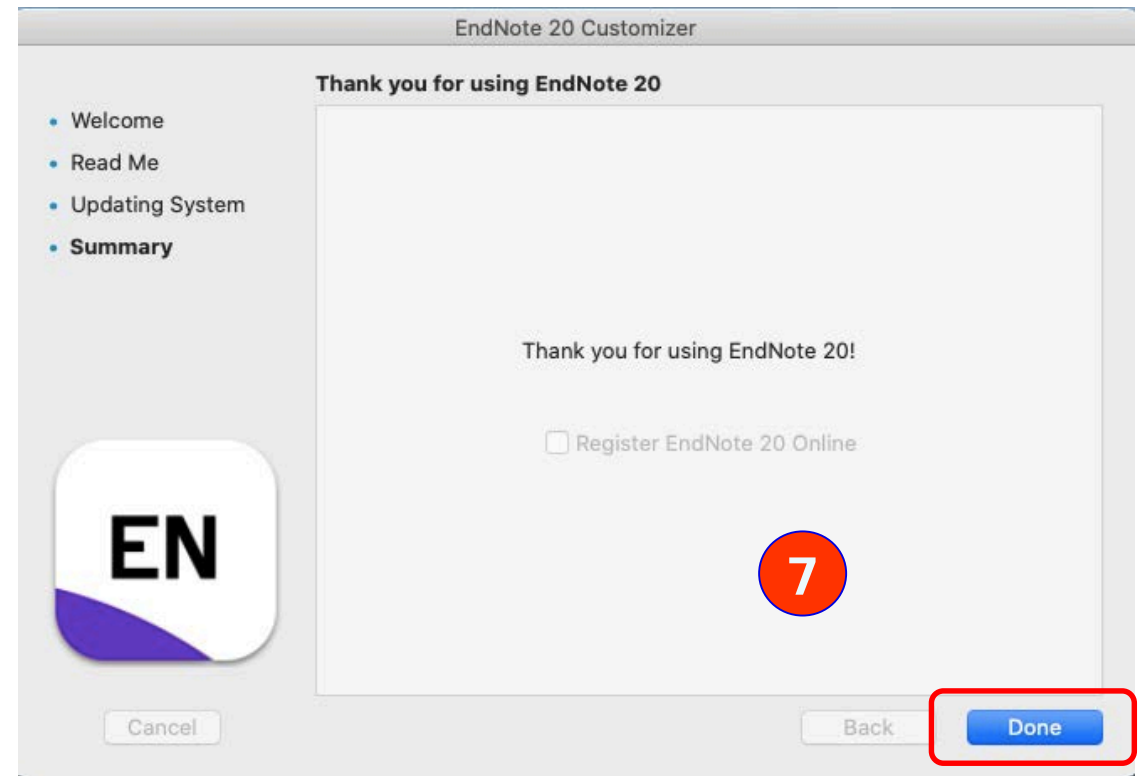 EndNote 20 Customizer
Thank you for using EndNote 20
• Welcome
• Read Me
• Updating System
• Summary
Thank you for using EndNote 20!
Register EndNote 20 Online
EN
7
Cancel
Back
Done